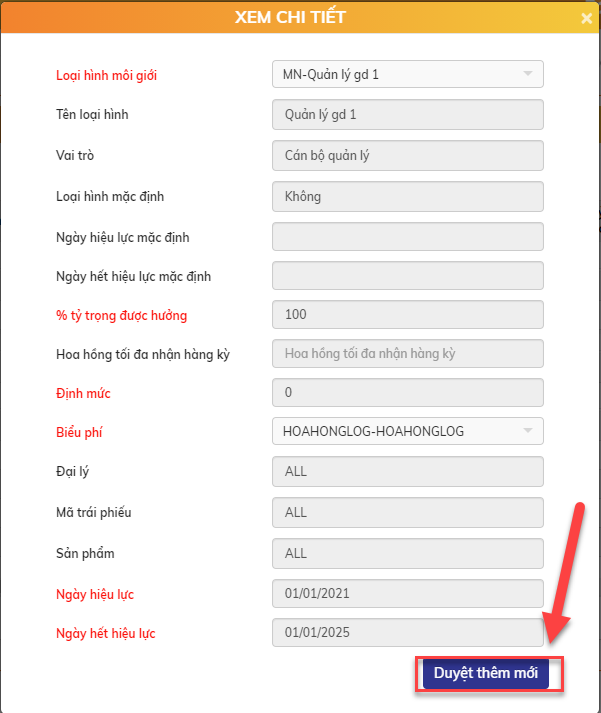 XEM CHI TIẾT
Loại hình môi giới MN-Quản lý gd 1
Tên loại hình Quản lý gd 1
Vai trò Cán bộ quản lý
Loại hình mặc định Không
Ngày hiệu lực mặc định
Ngày hết hiệu lực mặc định
% tỷ trọng được hưởng 100
Hoa hồng tối đa nhận hàng kỳ Hoa hồng tối đa nhận hàng kỳ
Định mức 0
Biểu phí HOAHONGLOG-HOAHONGLOG
Đại lý ALL
Mã trái phiếu ALL
Sản phẩm ALL
Ngày hiệu lực 01/01/2021
Ngày hết hiệu lực 01/01/2025
Duyệt thêm mới